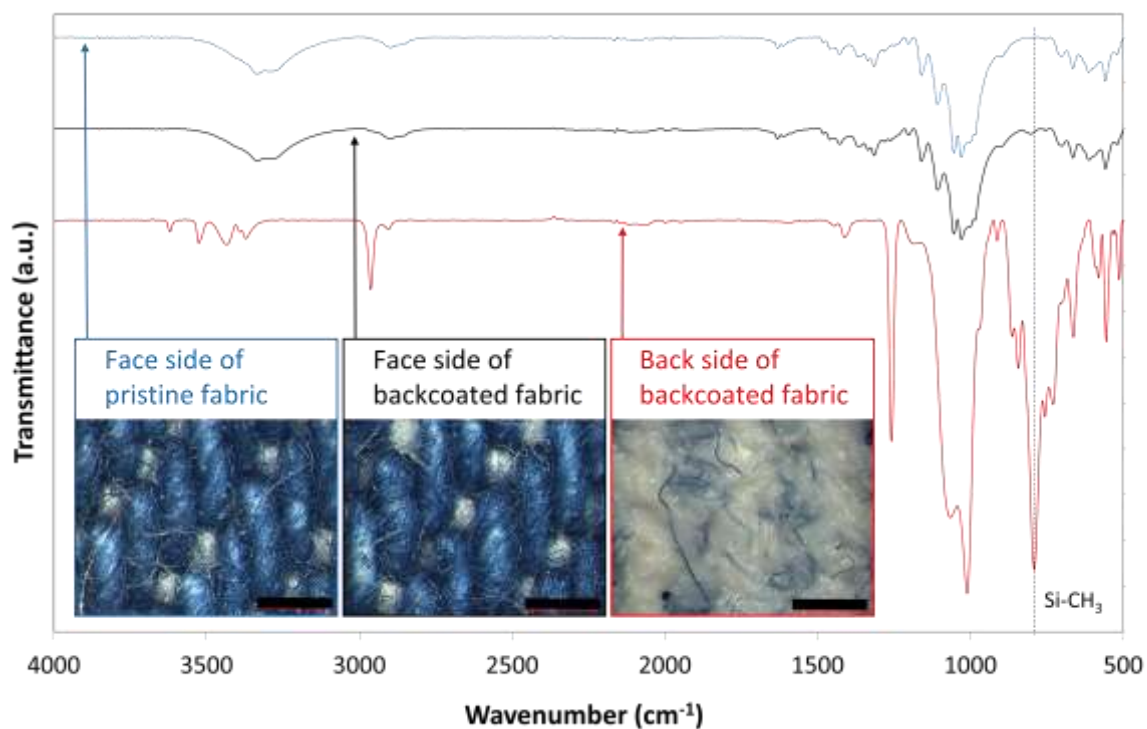 Transmittance (a.u.)
Face side of
pristine fabric
Face side of
backcoated fabric
Back side of
backcoated fabric
Si-CH₃
4000 3500 3000 2500 2000 1500 1000 500
Wavenumber (cm⁻¹)